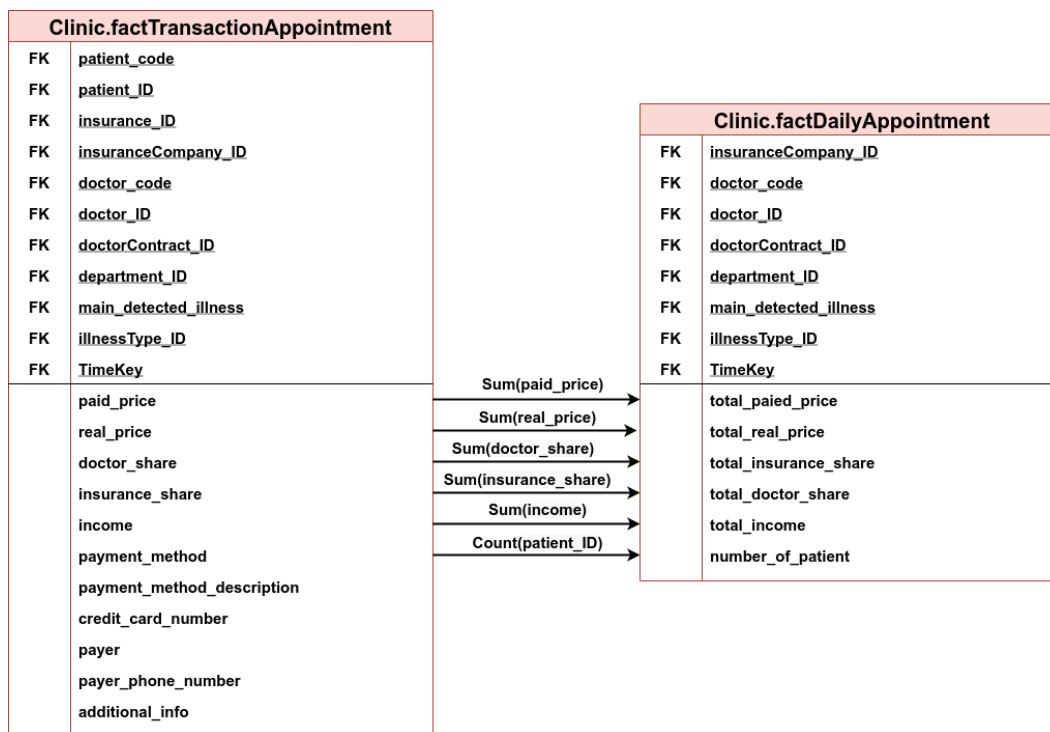 Clinic.factTransactionAppointment
FK patient_code
FK patient_ID
FK insurance_ID
FK insuranceCompany_ID
FK doctor_code
FK doctor_ID
FK doctorContract_ID
FK department_ID
FK main_detected_illness
FK illnessType_ID
FK TimeKey
paid_price
real_price
doctor_share
insurance_share
income
payment_method
payment_method_description
credit_card_number
payer
payer_phone_number
additional_info
Sum(paid_price)
Sum(real_price)
Sum(doctor_share)
Sum(insurance_share)
Sum(income)
Count(patient_ID)
Clinic.factDailyAppointment
FK insuranceCompany_ID
FK doctor_code
FK doctor_ID
FK doctorContract_ID
FK department_ID
FK main_detected_illness
FK illnessType_ID
FK TimeKey
total_paied_price
total_real_price
total_insurance_share
total_doctor_share
total_income
number_of_patient